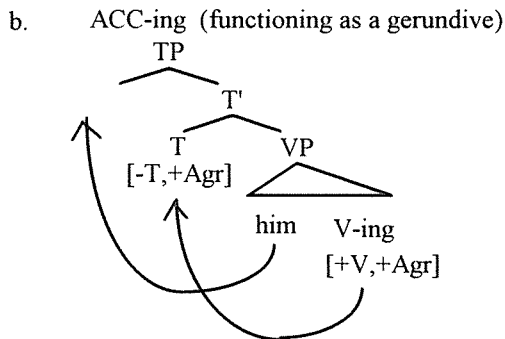 b. ACC-ing (functioning as a gerundive)
TP
T'
T VP
[-T,+Agr]
him V-ing
[+V,+Agr]